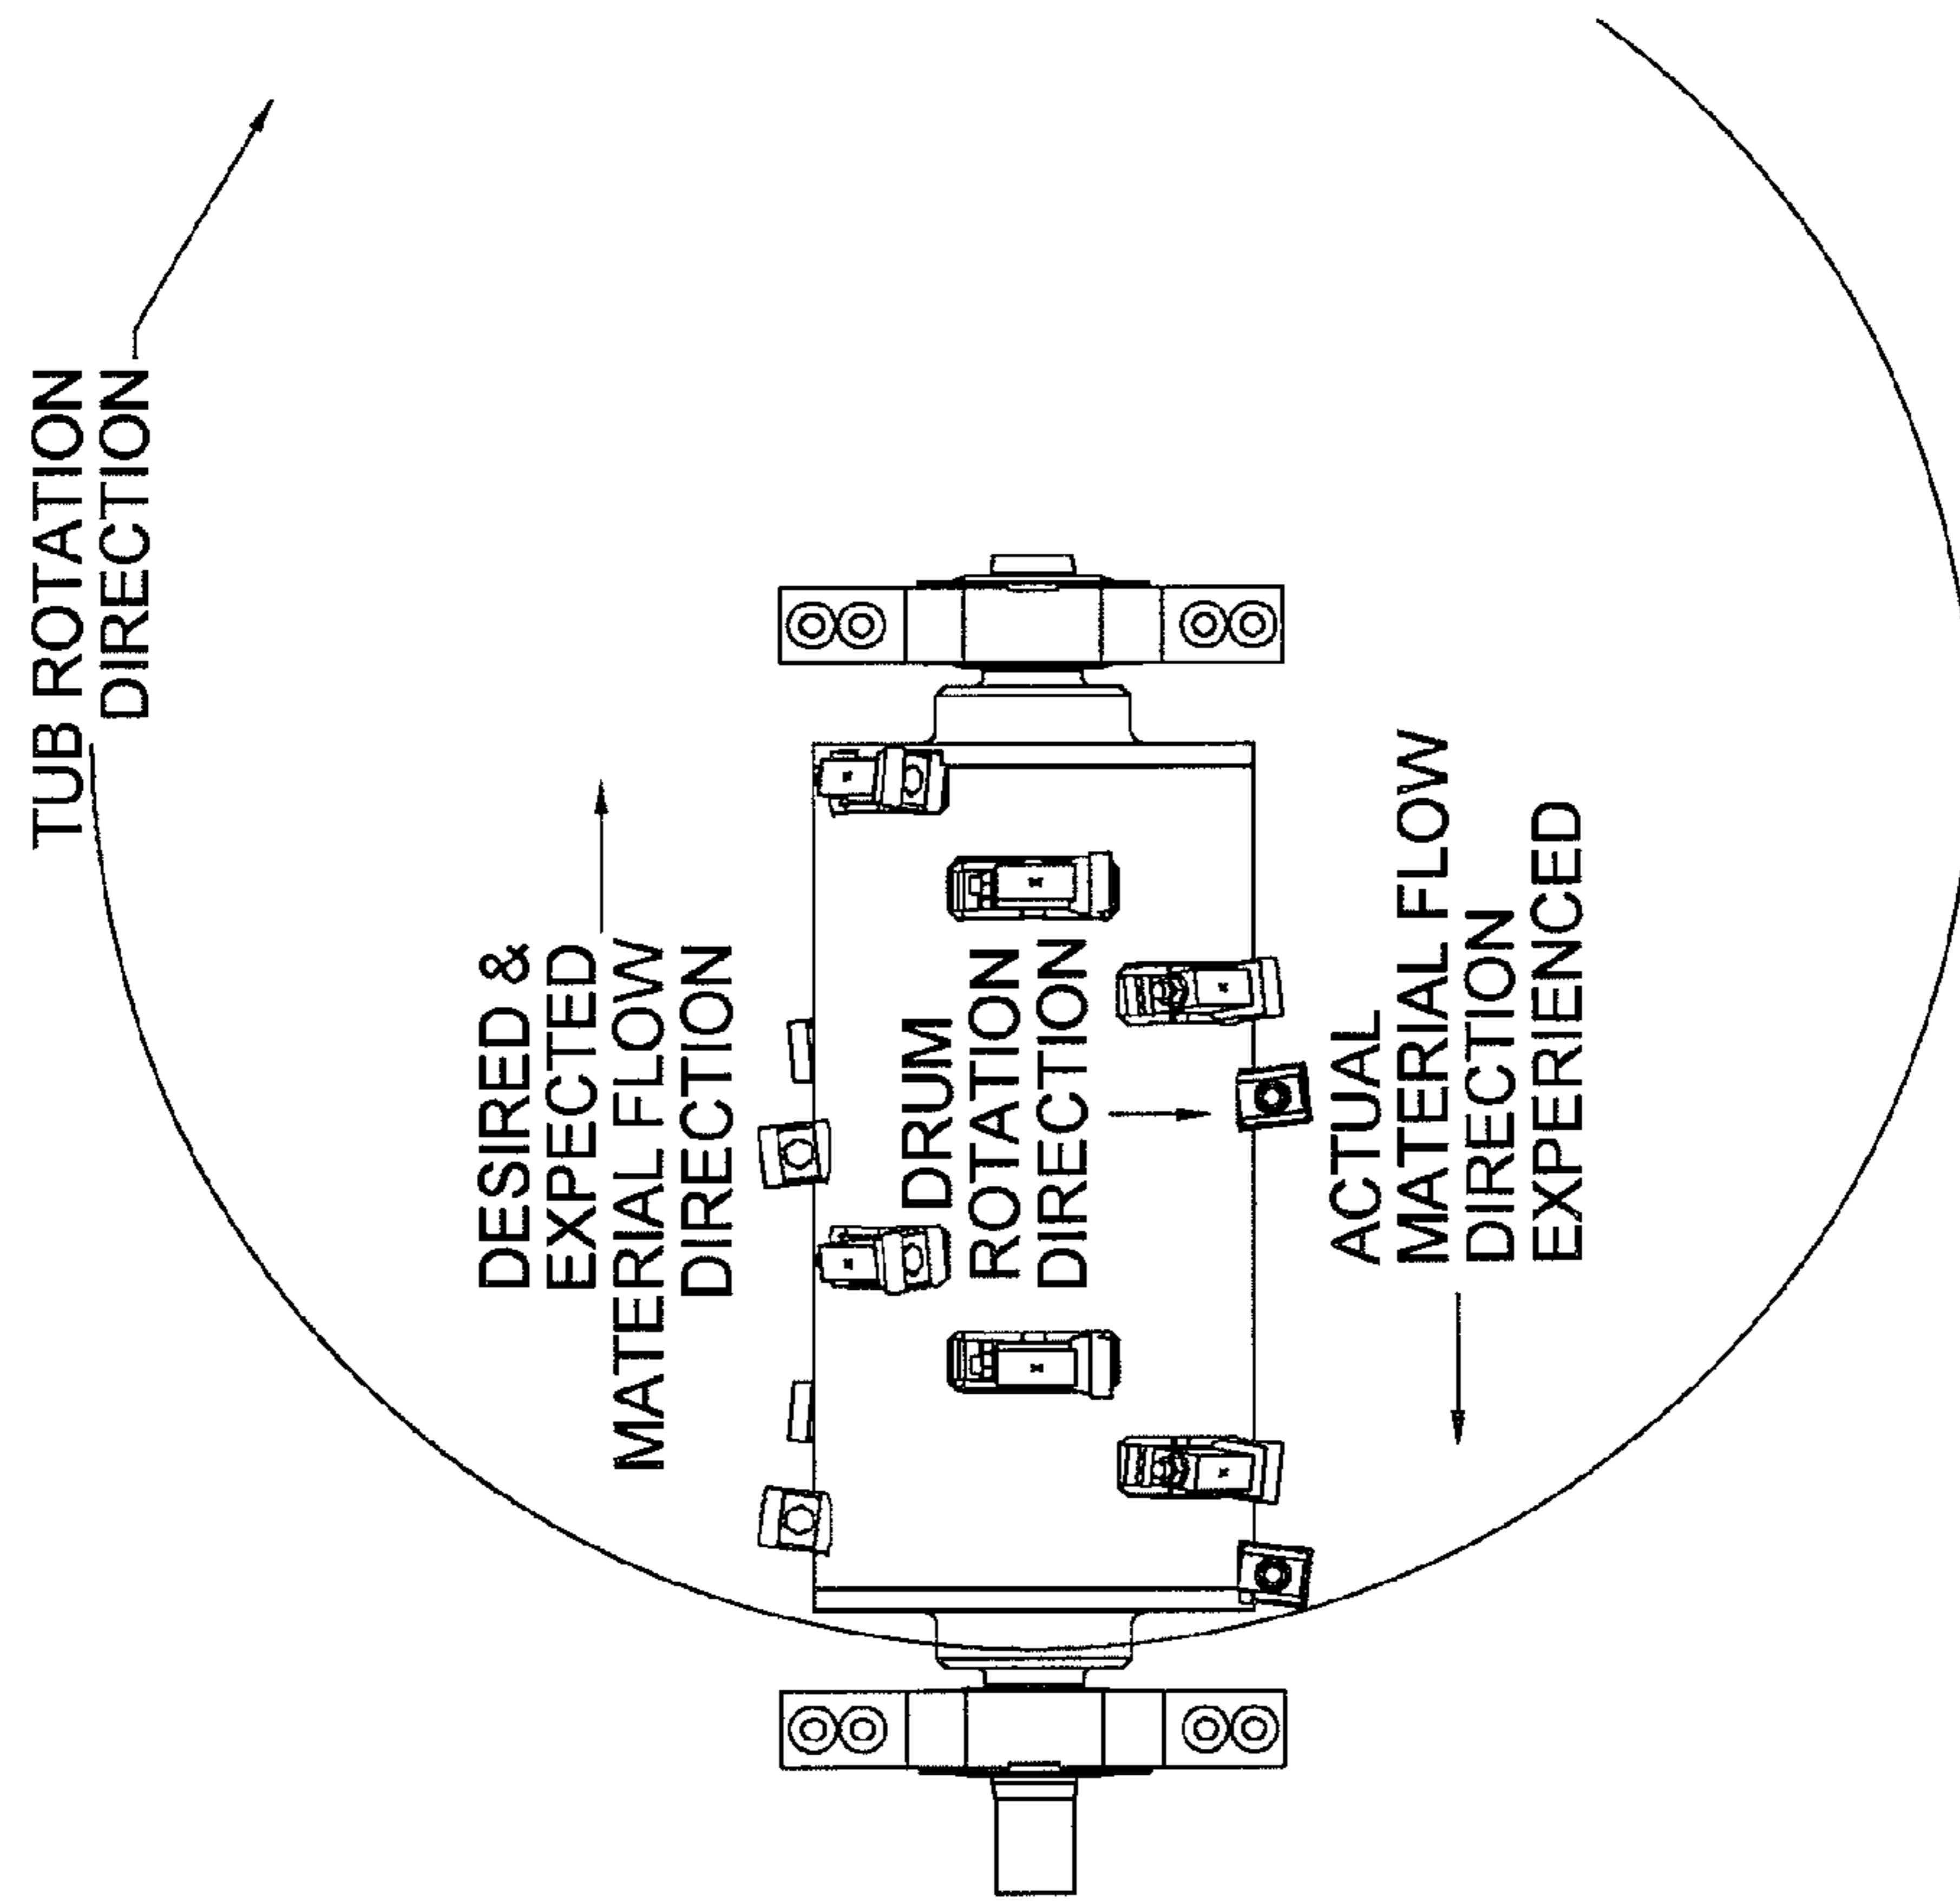 TUB ROTATION
DIRECTION
DESIRED &
EXPECTED
MATERIAL FLOW
DIRECTION
DRUM
ROTATION
DIRECTION
ACTUAL
MATERIAL FLOW
DIRECTION
EXPERIENCED